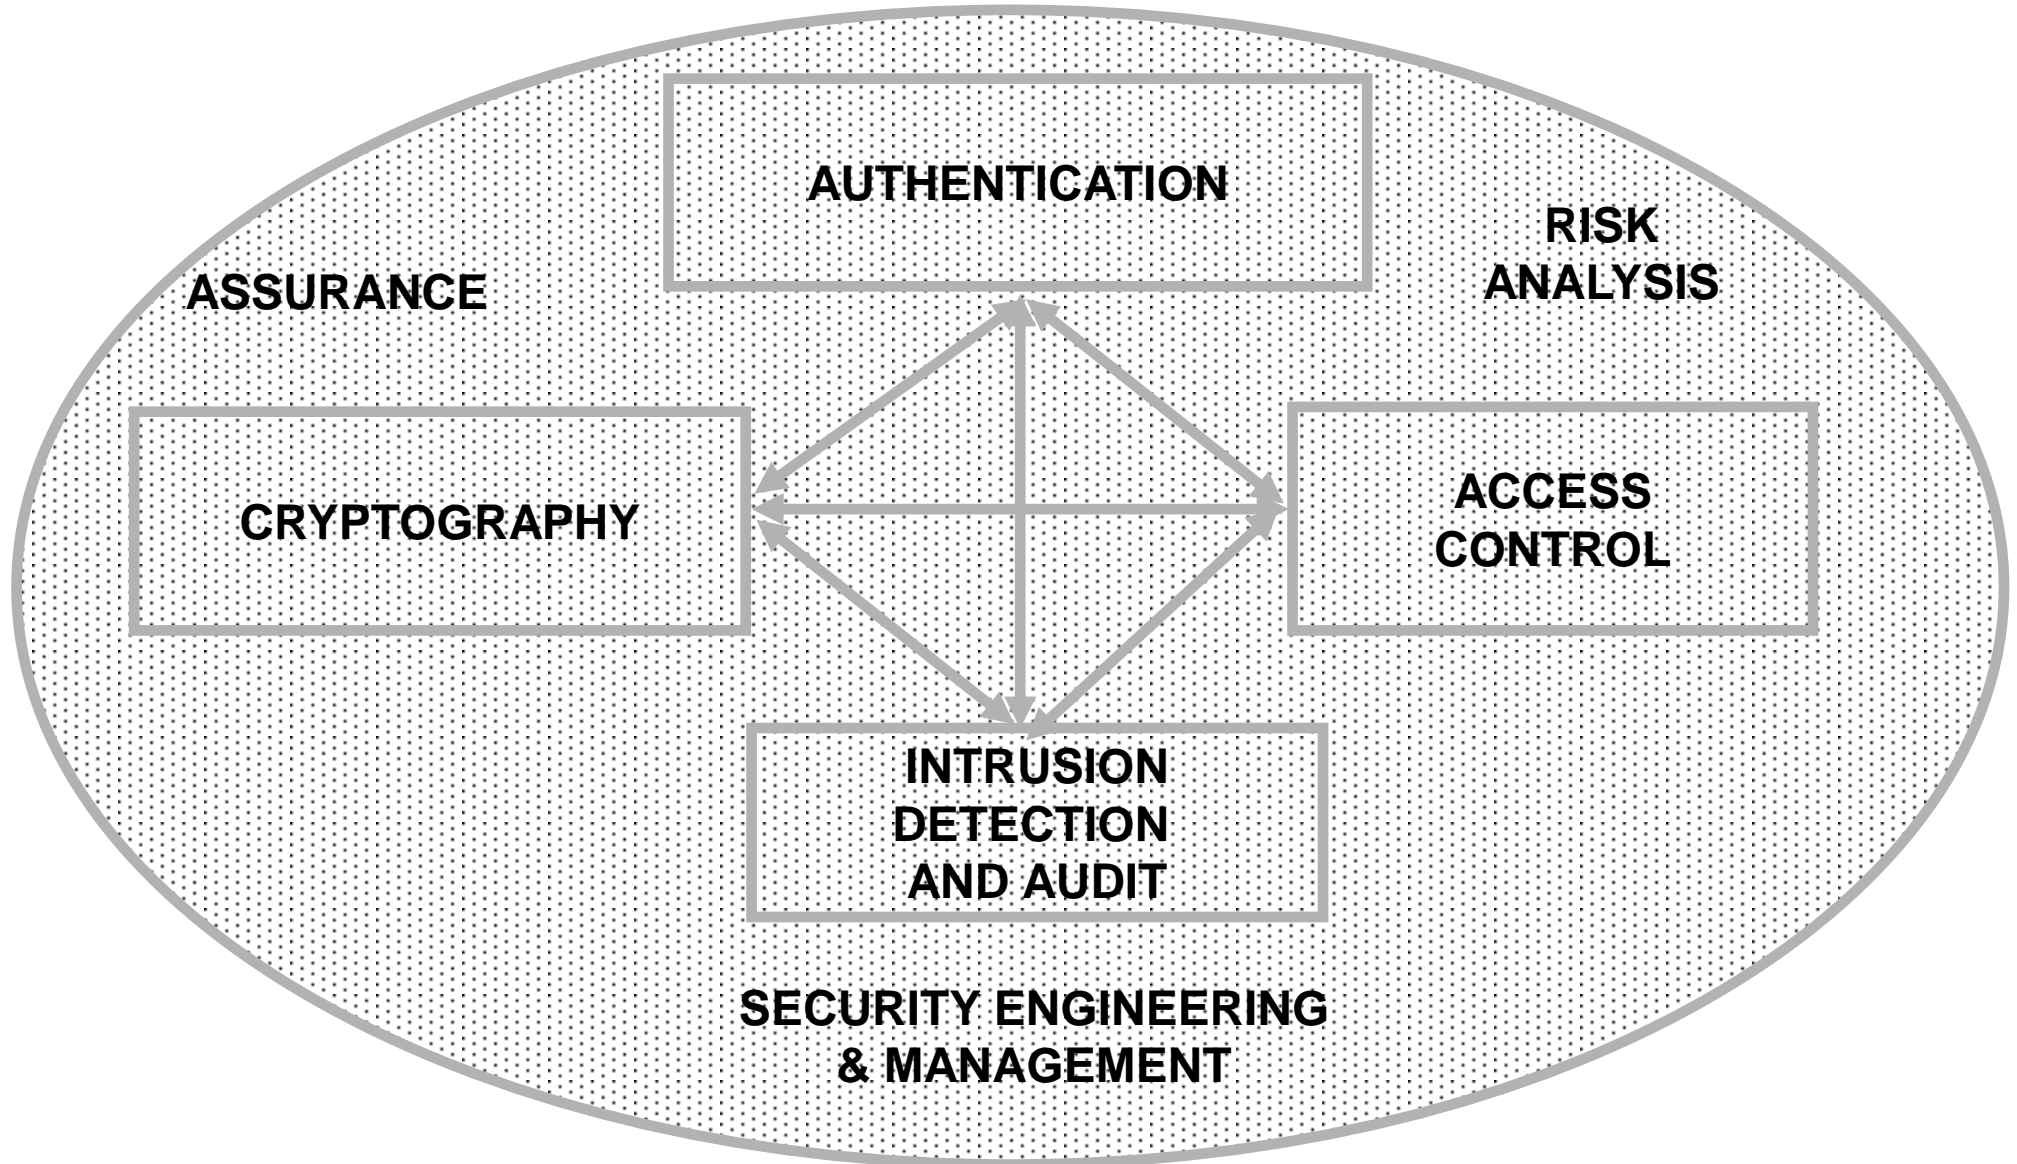 AUTHENTICATION
RISK
ANALYSIS
ASSURANCE
CRYPTOGRAPHY
ACCESS
CONTROL
INTRUSION
DETECTION
AND AUDIT
SECURITY ENGINEERING
& MANAGEMENT